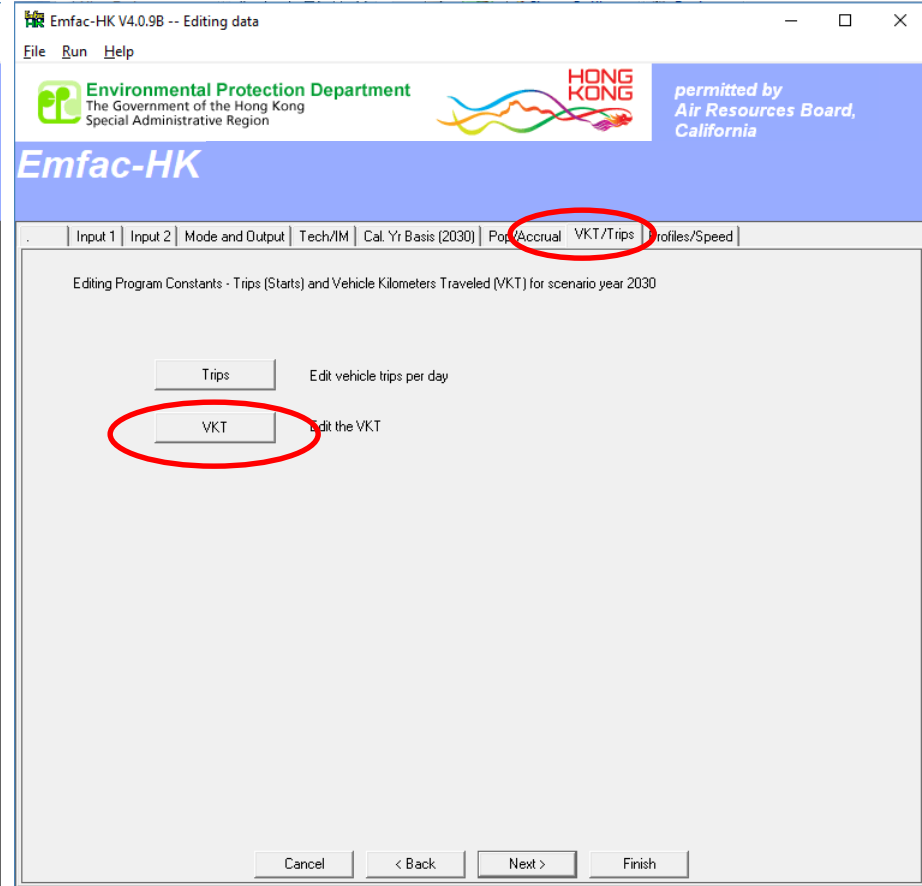 Emfac-HK V4.0.9B -- Editing data
File Run Help
Environmental Protection Department
The Government of the Hong Kong
Special Administrative Region
HONG
KONG
permitted by
Air Resources Board,
California
Emfac-HK
. Input 1 Input 2 Mode and Output Tech/IM Cal. Yr Basis (2030) Pop/Accrual VKT/Trips Profiles/Speed
Editing Program Constants - Trips (Starts) and Vehicle Kilometers Traveled (VKT) for scenario year 2030
Trips Edit vehicle trips per day
VKT Edit the VKT
Cancel < Back Next > Finish